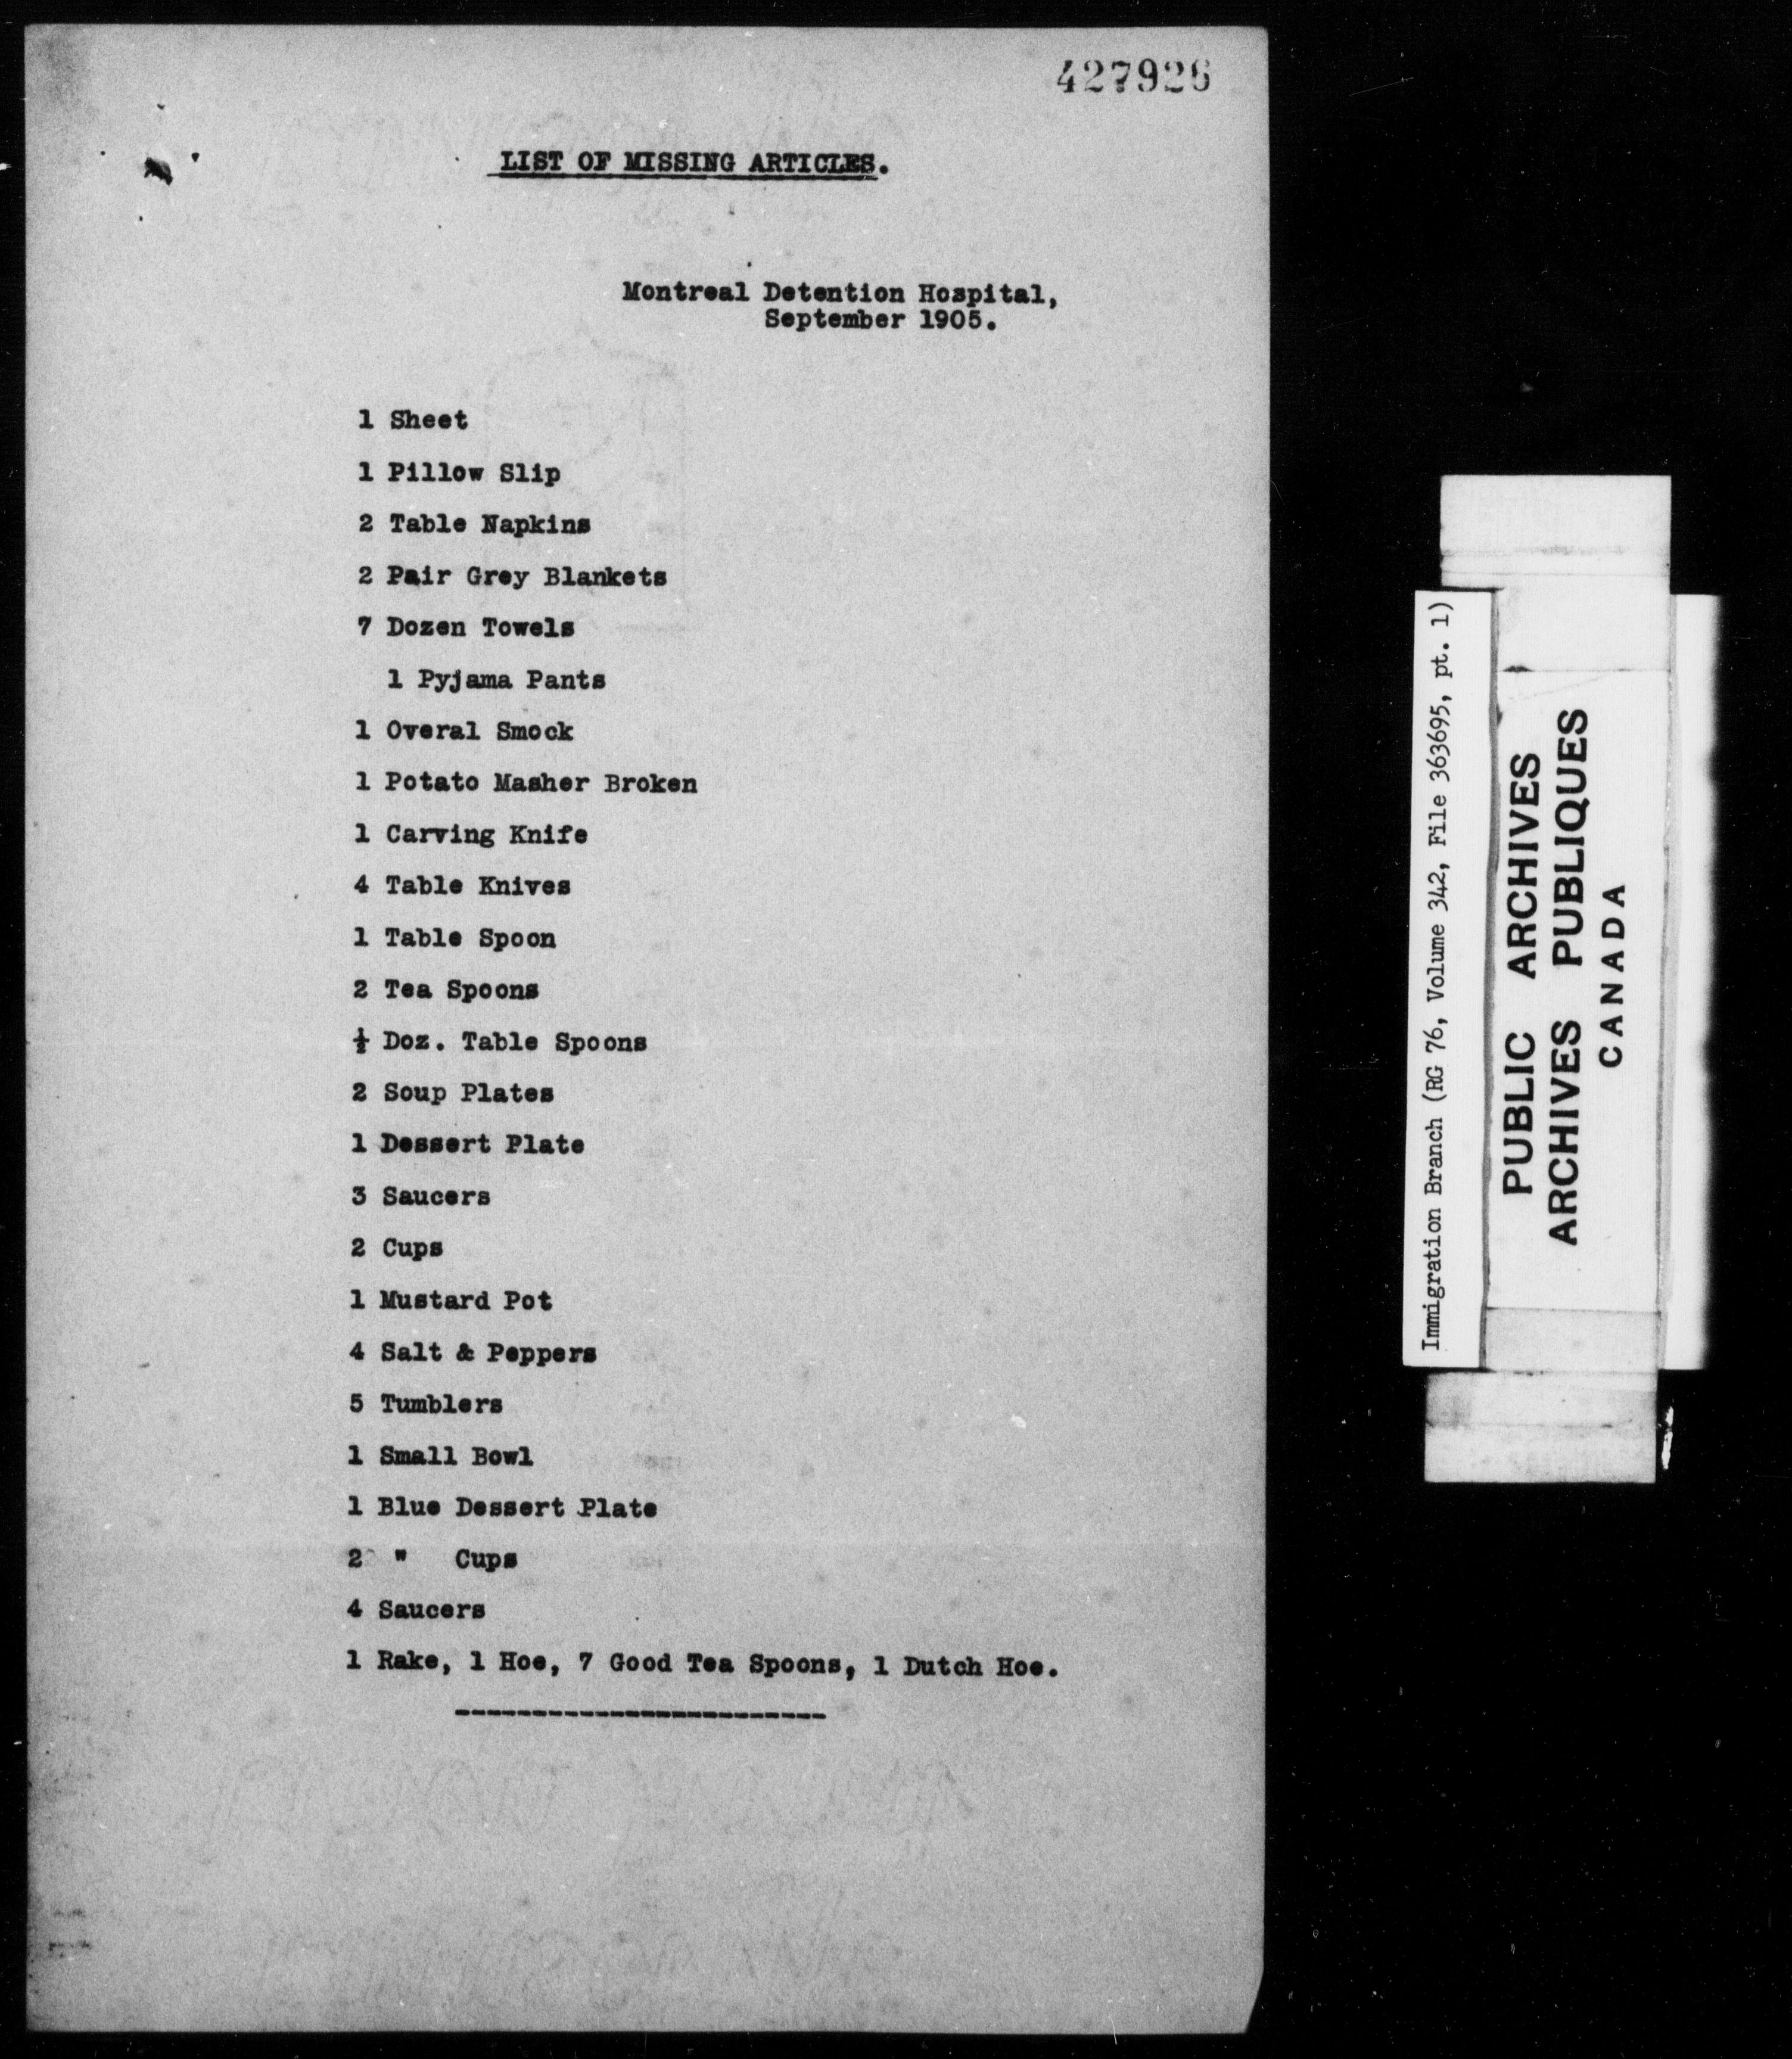 427926
LIST OF MISSING ARTICLES.
Montreal Detention Hospital,
September 1905.
1 Sheet
1 Pillow Slip
2 Table Napkins
2 Pair Grey Blankets
7 Dozen Towels
1 Pyjama Pants
1 Overal Smock
1 Potato Masher Broken
1 Carving Knife
4 Table Knives
1 Table Spoon
2 Tea Spoons
½ Doz. Table Spoons
2 Soup Plates
1 Dessert Plate
3 Saucers
2 Cups
1 Mustard Pot
4 Salt & Peppers
5 Tumblers
1 Small Bowl
1 Blue Dessert Plate
2 " Cups
4 Saucers
1 Rake, 1 Hoe, 7 Good Tea Spoons, 1 Dutch Hoe.
------------------------
Immigration Branch (RG 76, Volume 342, File 363695, pt. 1)
PUBLIC ARCHIVES
ARCHIVES PUBLIQUES
CANADA